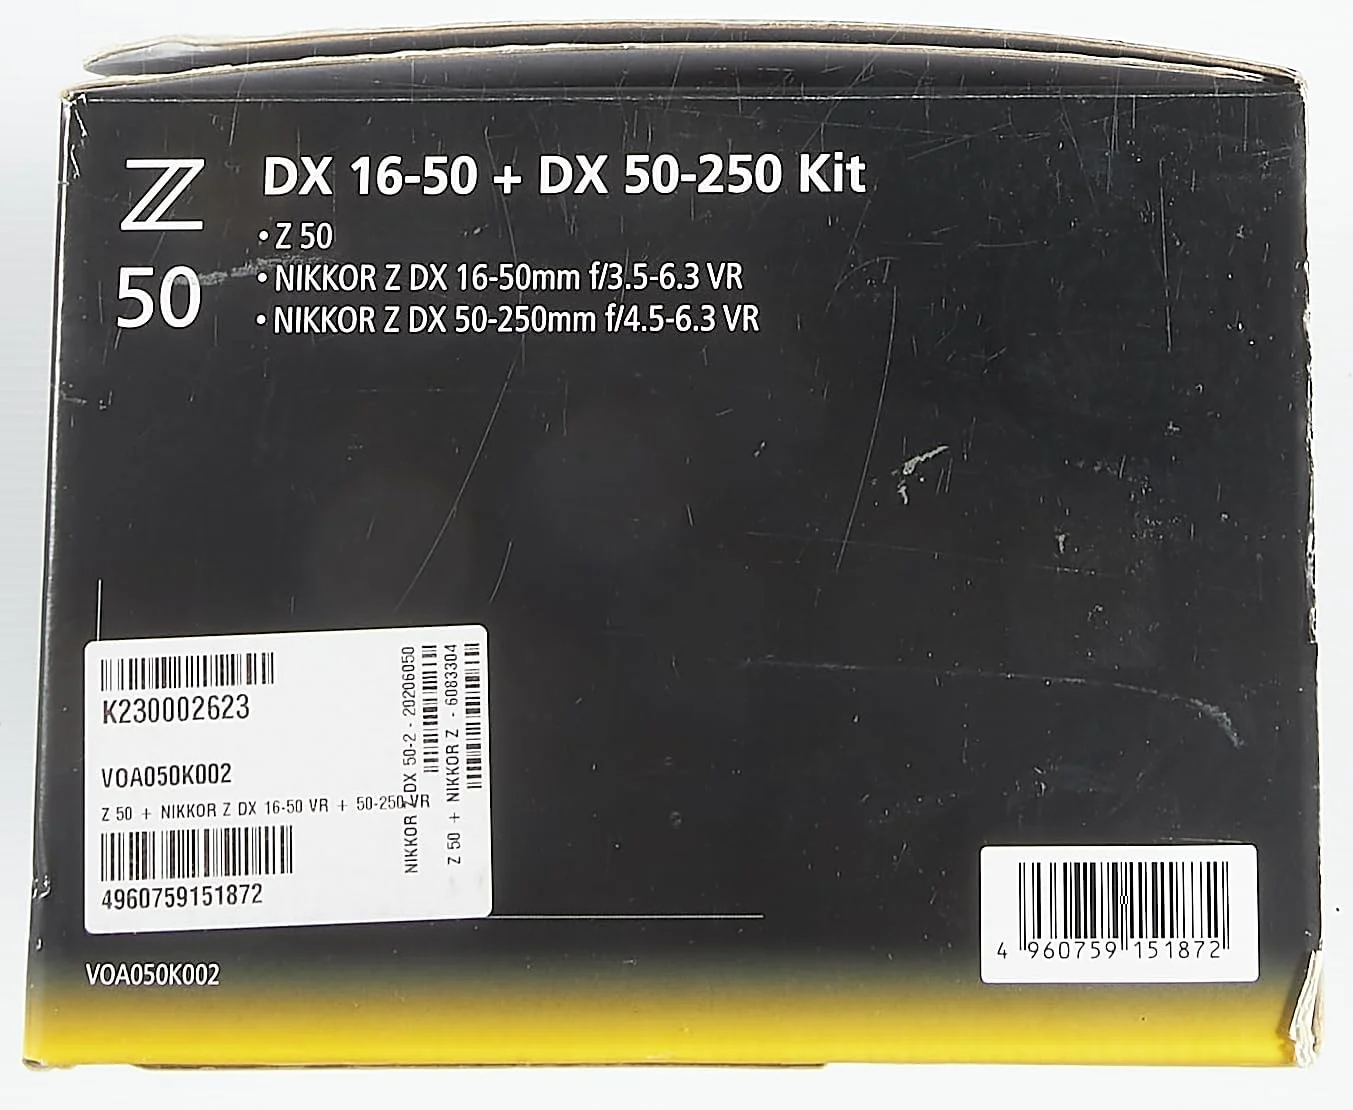 Z
50
DX 16-50 + DX 50-250 Kit
•Z 50
•NIKKOR Z DX 16-50mm f/3.5-6.3 VR
•NIKKOR Z DX 50-250mm f/4.5-6.3 VR
K230002623
VOA050K002
Z 50 + NIKKOR Z DX 16-50 VR + 50-250 VR
4960759151872
NIKKOR Z DX 50-2 - 20206050
Z 50 + NIKKOR Z - 6083304
VOA050K002
4 960759 151872